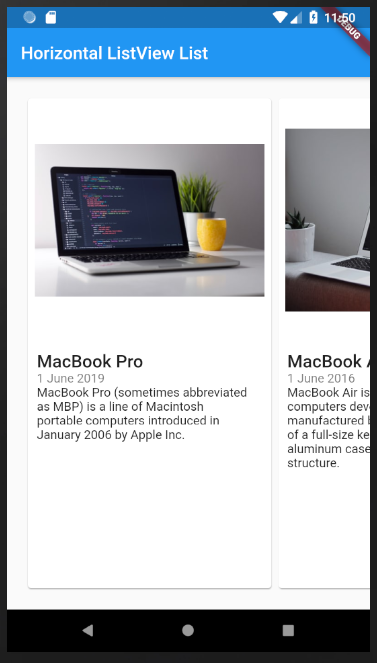 11:50
DEBUG
Horizontal ListView List
MacBook Pro
1 June 2019
MacBook Pro (sometimes abbreviated
as MBP) is a line of Macintosh
portable computers introduced in
January 2006 by Apple Inc.
MacBook A
1 June 2016
MacBook Air is
computers dev
manufactured b
of a full-size ke
aluminum case
structure.